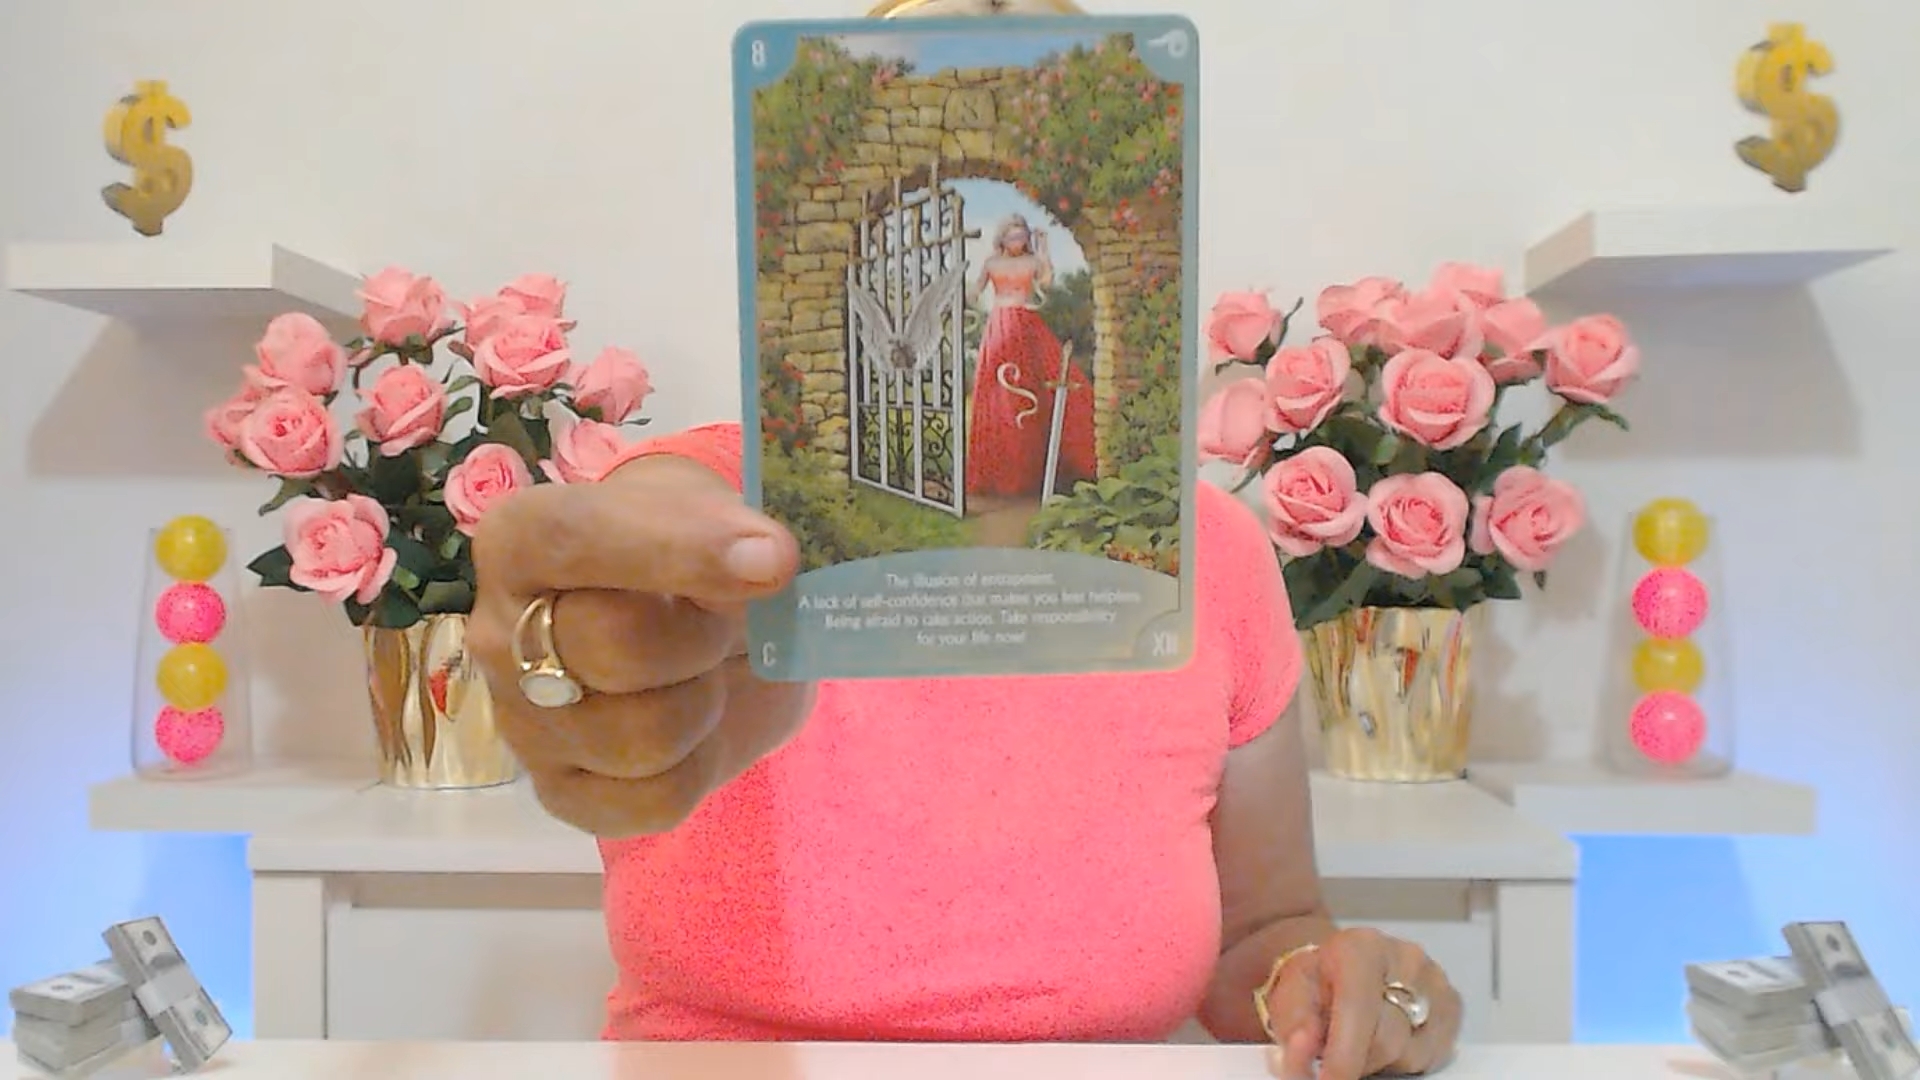 8
The illusion of entrapment.
A lack of self-confidence that makes you feel helpless.
Being afraid to take action. Take responsibility
for your life now!
C
XII
$
$